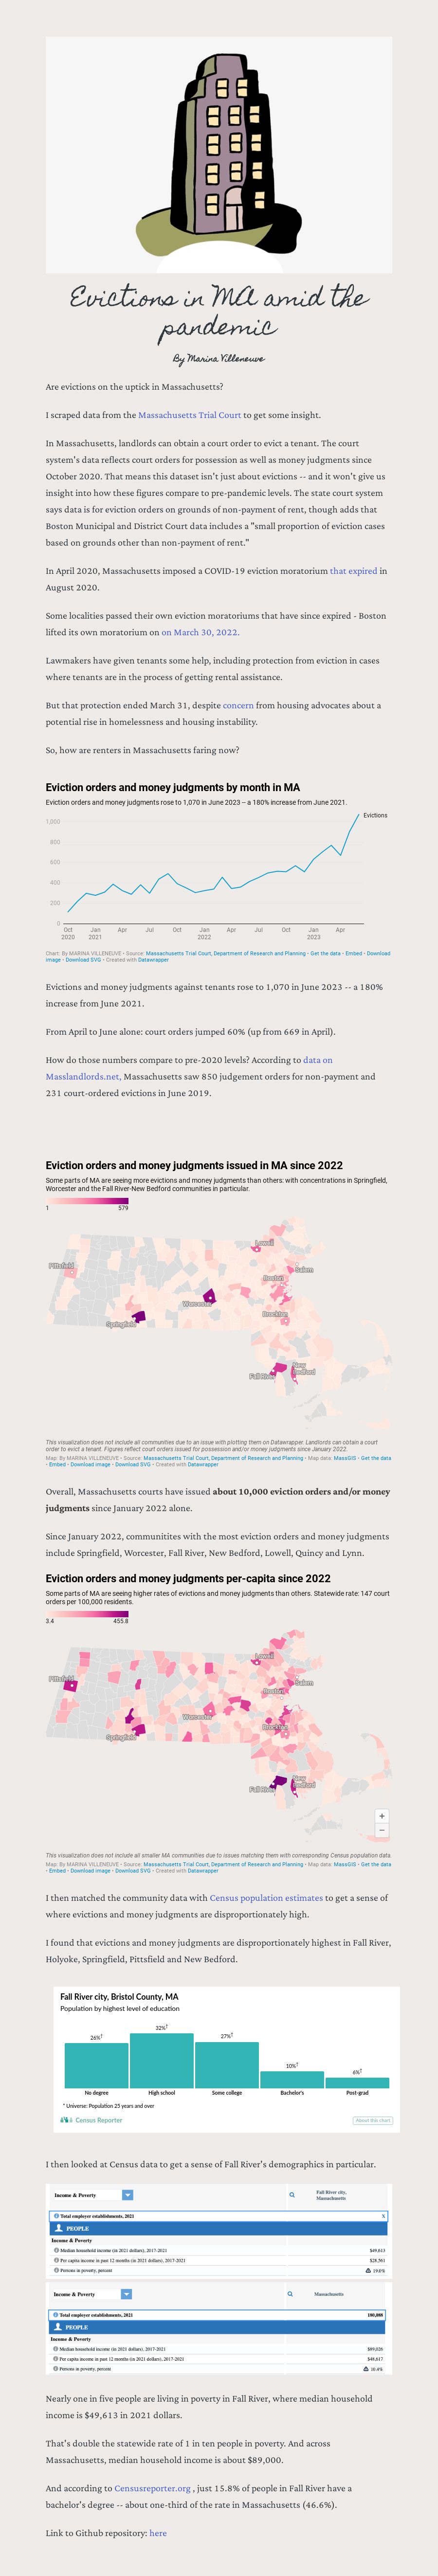 Evictions in MA amid the
pandemic
By Marina Villeneuve
Are evictions on the uptick in Massachusetts?
I scraped data from the Massachusetts Trial Court to get some insight.
In Massachusetts, landlords can obtain a court order to evict a tenant. The court
system's data reflects court orders for possession as well as money judgments since
October 2020. That means this dataset isn't just about evictions -- and it won't give us
insight into how these figures compare to pre-pandemic levels. The state court system
says data is for eviction orders on grounds of non-payment of rent, though adds that
Boston Municipal and District Court data includes a "small proportion of eviction cases
based on grounds other than non-payment of rent."
In April 2020, Massachusetts imposed a COVID-19 eviction moratorium that expired in
August 2020.
Some localities passed their own eviction moratoriums that have since expired - Boston
lifted its own moratorium on on March 30, 2022.
Lawmakers have given tenants some help, including protection from eviction in cases
where tenants are in the process of getting rental assistance.
But that protection ended March 31, despite concern from housing advocates about a
potential rise in homelessness and housing instability.
So, how are renters in Massachusetts faring now?
Eviction orders and money judgments by month in MA
Eviction orders and money judgments rose to 1,070 in June 2023 -- a 180% increase from June 2021.
Evictions
1,000
800
600
400
200
0
Oct Jan Apr Jul Oct Jan Apr Jul Oct Jan Apr
2020 2021 2022 2023
Chart: By MARINA VILLENEUVE • Source: Massachusetts Trial Court, Department of Research and Planning • Get the data • Embed • Download
image • Download SVG • Created with Datawrapper
Evictions and money judgments against tenants rose to 1,070 in June 2023 -- a 180%
increase from June 2021.
From April to June alone: court orders jumped 60% (up from 669 in April).
How do those numbers compare to pre-2020 levels? According to data on
Masslandlords.net, Massachusetts saw 850 judgement orders for non-payment and
231 court-ordered evictions in June 2019.
Eviction orders and money judgments issued in MA since 2022
Some parts of MA are seeing more evictions and money judgments than others: with concentrations in Springfield,
Worcester and the Fall River-New Bedford communities in particular.
1 579
Lowell
Pittsfield
Salem
Boston
Worcester
Brockton
Springfield
New
Bedford
Fall River
This visualization does not include all communities due to an issue with plotting them on Datawrapper. Landlords can obtain a court
order to evict a tenant. Figures reflect court orders issued for possession and/or money judgments since January 2022.
Map: By MARINA VILLENEUVE • Source: Massachusetts Trial Court, Department of Research and Planning • Map data: MassGIS • Get the data
• Embed • Download image • Download SVG • Created with Datawrapper
Overall, Massachusetts courts have issued about 10,000 eviction orders and/or money
judgments since January 2022 alone.
Since January 2022, communitites with the most eviction orders and money judgments
include Springfield, Worcester, Fall River, New Bedford, Lowell, Quincy and Lynn.
Eviction orders and money judgments per-capita since 2022
Some parts of MA are seeing higher rates of evictions and money judgments than others. Statewide rate: 147 court
orders per 100,000 residents.
3.4 455.8
Lowell
Pittsfield
Salem
Boston
Worcester
Brockton
Springfield
New
Bedford
Fall River
+
−
This visualization does not include all smaller MA communities due to issues matching them with corresponding Census population data.
Map: By MARINA VILLENEUVE • Source: Massachusetts Trial Court, Department of Research and Planning • Map data: MassGIS • Get the data
• Embed • Download image • Download SVG • Created with Datawrapper
I then matched the community data with Census population estimates to get a sense of
where evictions and money judgments are disproportionately high.
I found that evictions and money judgments are disproportionately highest in Fall River,
Holyoke, Springfield, Pittsfield and New Bedford.
Fall River city, Bristol County, MA
Population by highest level of education
26%† 32%† 27%† 10%† 6%†
No degree High school Some college Bachelor's Post-grad
* Universe: Population 25 years and over
Census Reporter About this chart
I then looked at Census data to get a sense of Fall River's demographics in particular.
Income & Poverty Fall River city,
Massachusetts
Total employer establishments, 2021 X
PEOPLE
Income & Poverty
Median household income (in 2021 dollars), 2017-2021 $49,613
Per capita income in past 12 months (in 2021 dollars), 2017-2021 $28,561
Persons in poverty, percent 19.0%
Income & Poverty Massachusetts
Total employer establishments, 2021 180,888
PEOPLE
Income & Poverty
Median household income (in 2021 dollars), 2017-2021 $89,026
Per capita income in past 12 months (in 2021 dollars), 2017-2021 $48,617
Persons in poverty, percent 10.4%
Nearly one in five people are living in poverty in Fall River, where median household
income is $49,613 in 2021 dollars.
That's double the statewide rate of 1 in ten people in poverty. And across
Massachusetts, median household income is about $89,000.
And according to Censusreporter.org , just 15.8% of people in Fall River have a
bachelor's degree -- about one-third of the rate in Massachusetts (46.6%).
Link to Github repository: here